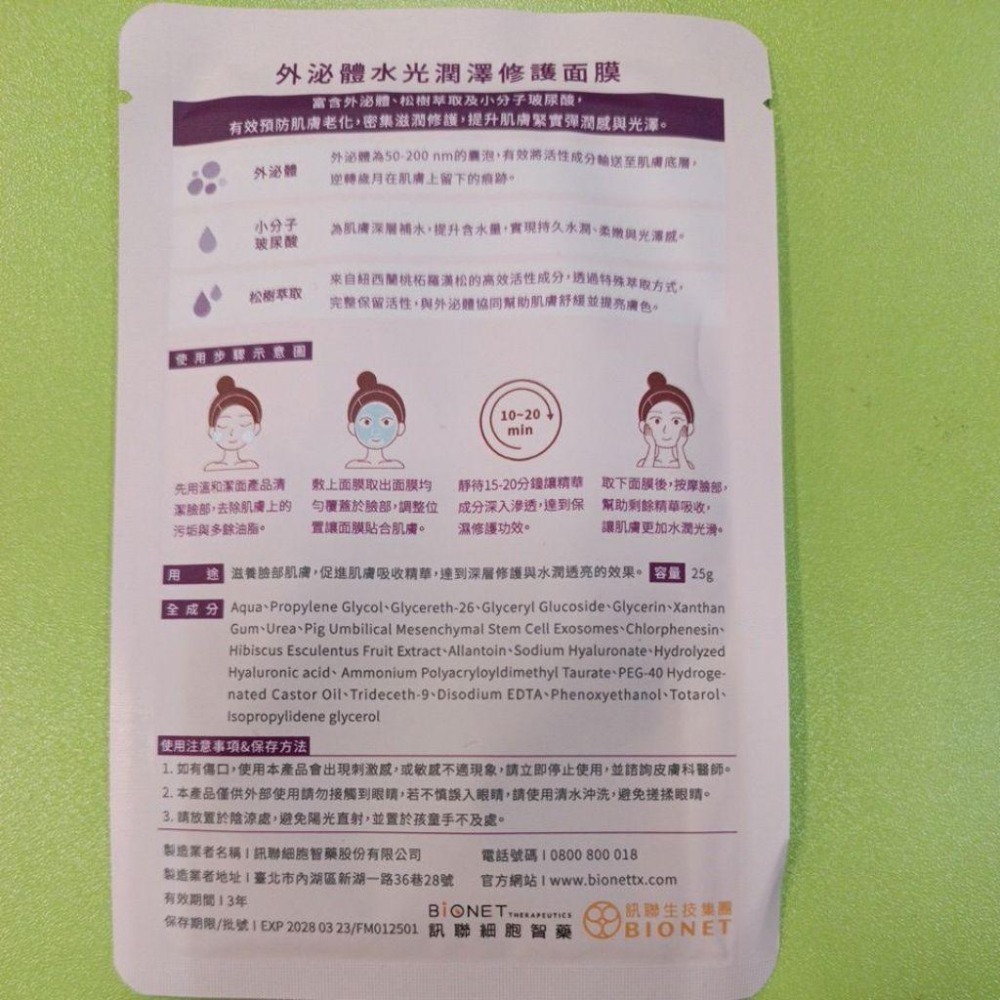 外泌體水光潤澤修護面膜
富含外泌體、松樹萃取及小分子玻尿酸，
有效預防肌膚老化，密集滋潤修護，提升肌膚緊實彈潤感與光澤。
外泌體
外泌體為50-200 nm的囊泡，有效將活性成分輸送至肌膚底層，
逆轉歲月在肌膚上留下的痕跡。
小分子
玻尿酸
為肌膚深層補水，提升含水量，實現持久水潤、柔嫩與光澤感。
松樹萃取
來自紐西蘭桃柘羅漢松的高效活性成分，透過特殊萃取方式，
完整保留活性，與外泌體協同幫助肌膚舒緩並提亮膚色。
使用步驟示意圖
10-20
min
先用溫和潔面產品清
潔臉部，去除肌膚上的
污垢與多餘油脂。
敷上面膜取出面膜均
勻覆蓋於臉部，調整位
置讓面膜貼合肌膚。
靜待15-20分鐘讓精華
成分深入滲透，達到保
濕修護功效。
取下面膜後，按摩臉部，
幫助剩餘精華吸收，
讓肌膚更加水潤光滑。
用途 滋養臉部肌膚，促進肌膚吸收精華，達到深層修護與水潤透亮的效果。 容量 25g
全成分 Aqua、Propylene Glycol、Glycereth-26、Glyceryl Glucoside、Glycerin、Xanthan
Gum、Urea、Pig Umbilical Mesenchymal Stem Cell Exosomes、Chlorphenesin、
Hibiscus Esculentus Fruit Extract、Allantoin、Sodium Hyaluronate、Hydrolyzed
Hyaluronic acid、Ammonium Polyacryloyldimethyl Taurate、PEG-40 Hydroge-
nated Castor Oil、Trideceth-9、Disodium EDTA、Phenoxyethanol、Totarol、
Isopropylidene glycerol
使用注意事項&保存方法
1. 如有傷口，使用本產品會出現刺激感，或敏感不適現象，請立即停止使用，並諮詢皮膚科醫師。
2. 本產品僅供外部使用請勿接觸到眼睛，若不慎誤入眼睛，請使用清水沖洗，避免搓揉眼睛。
3. 請放置於陰涼處，避免陽光直射，並置於孩童手不及處。
製造業者名稱 | 訊聯細胞智藥股份有限公司
電話號碼 | 0800 800 018
製造業者地址 | 臺北市內湖區新湖一路36巷28號
官方網站 | www.bionettx.com
有效期間 | 3年
保存期限/批號 | EXP 2028 03 23/FM012501
BIONET THERAPEUTICS
訊聯細胞智藥
訊聯生技集團
BIONET